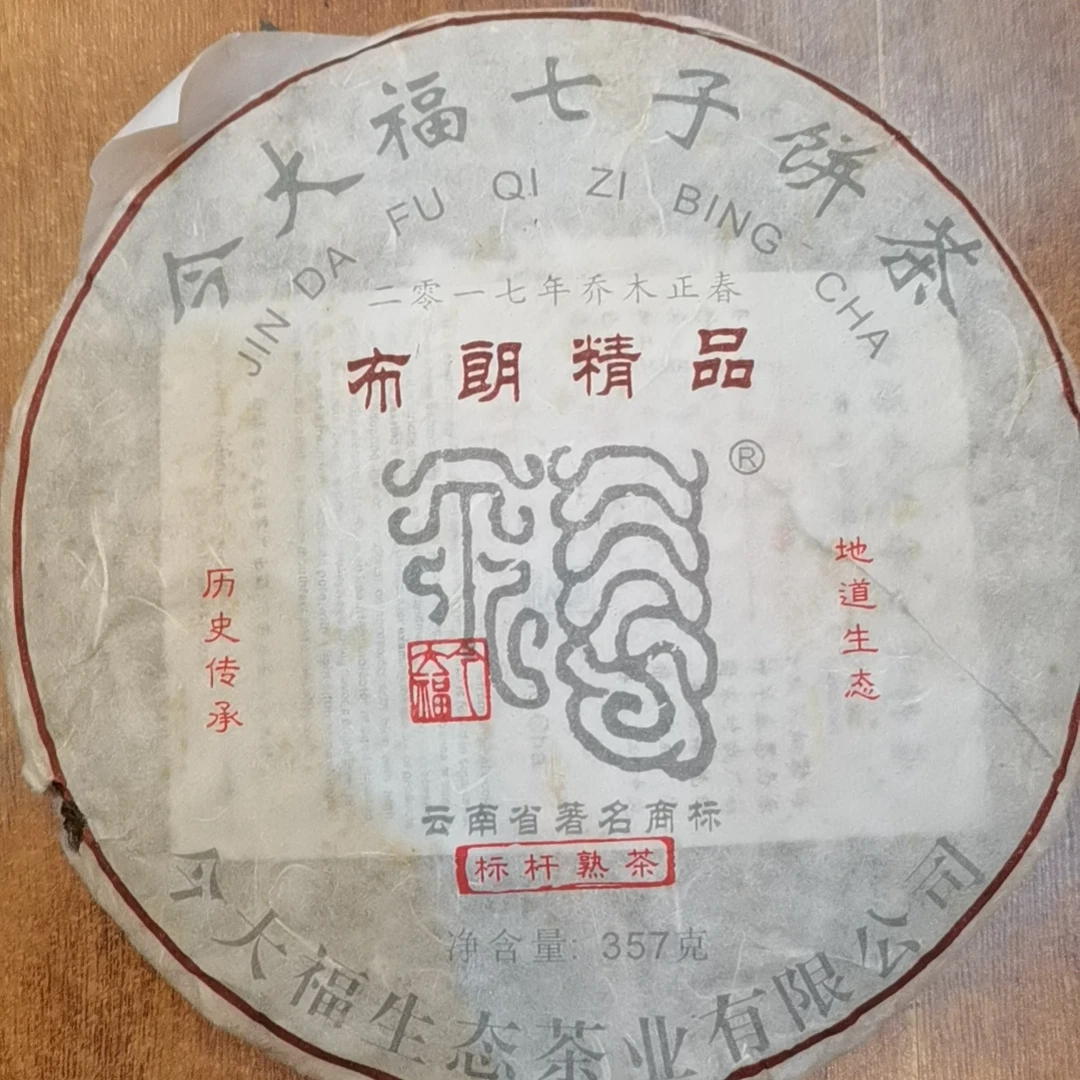 今大福七子饼茶
JIN DA FU QI ZI BING CHA
二零一七年乔木正春
布朗精品
®
历史传承
地道生态
今大福
云南省著名商标
标杆熟茶
净含量: 357克
今大福生态茶业有限公司